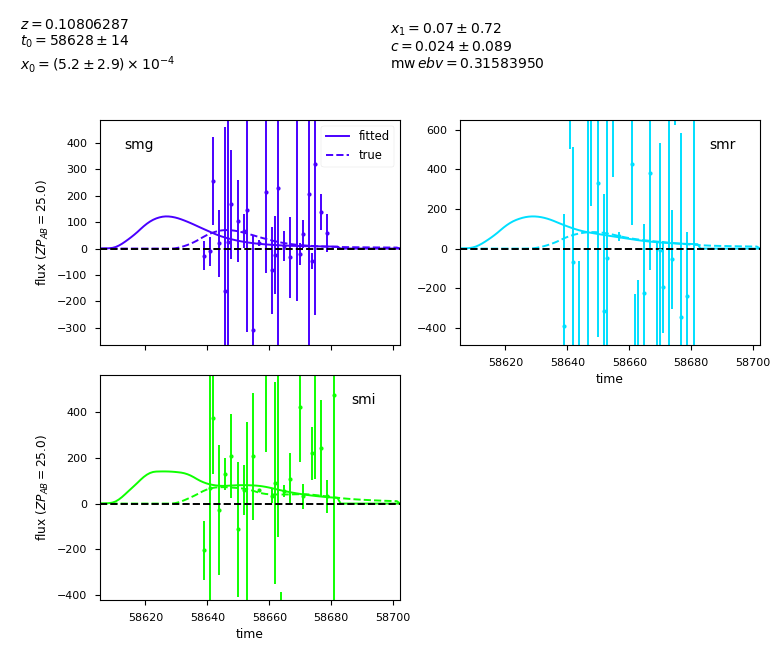 z = 0.10806287
t₀ = 58628 ± 14
x₀ = (5.2 ± 2.9) × 10⁻⁴
x₁ = 0.07 ± 0.72
c = 0.024 ± 0.089
mw ebv = 0.31583950
smg
fitted
true
400
300
200
100
0
−100
−200
−300
flux (ZP_AB = 25.0)
smr
600
400
200
0
−200
−400
58620 58640 58660 58680 58700
time
smi
400
200
0
−200
−400
flux (ZP_AB = 25.0)
58620 58640 58660 58680 58700
time